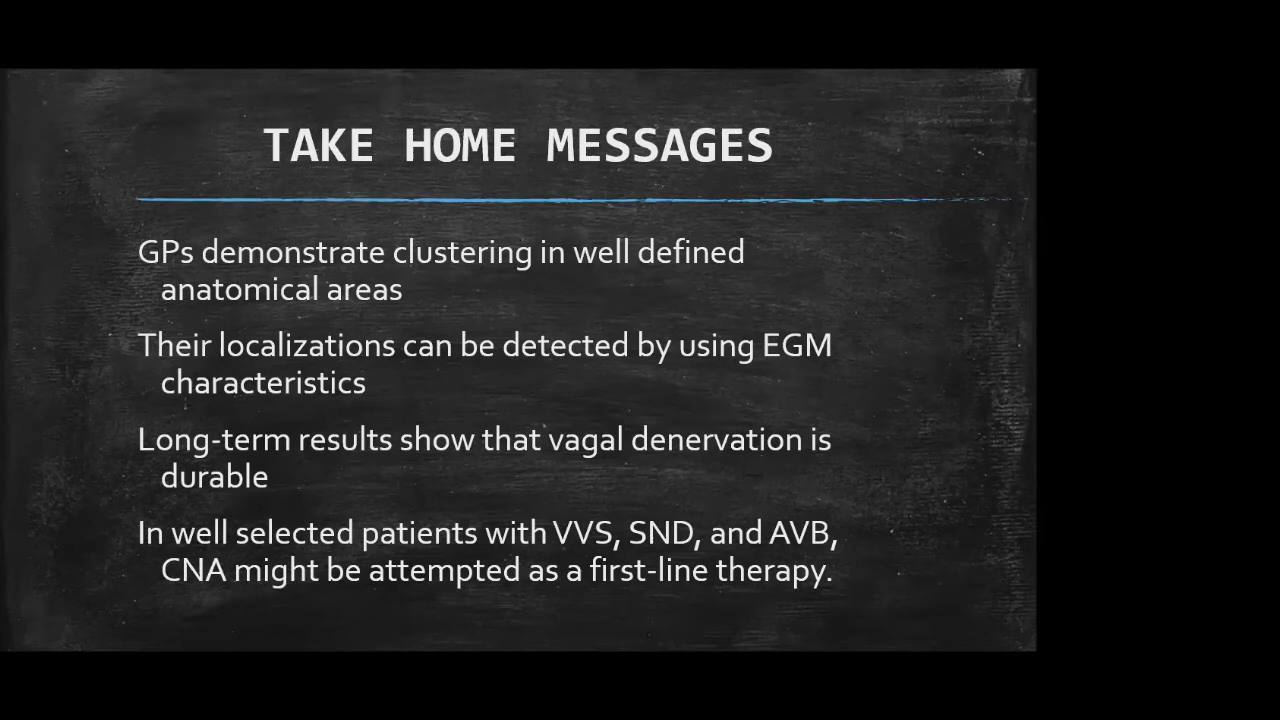 TAKE HOME MESSAGES
GPs demonstrate clustering in well defined
anatomical areas
Their localizations can be detected by using EGM
characteristics
Long-term results show that vagal denervation is
durable
In well selected patients with VVS, SND, and AVB,
CNA might be attempted as a first-line therapy.